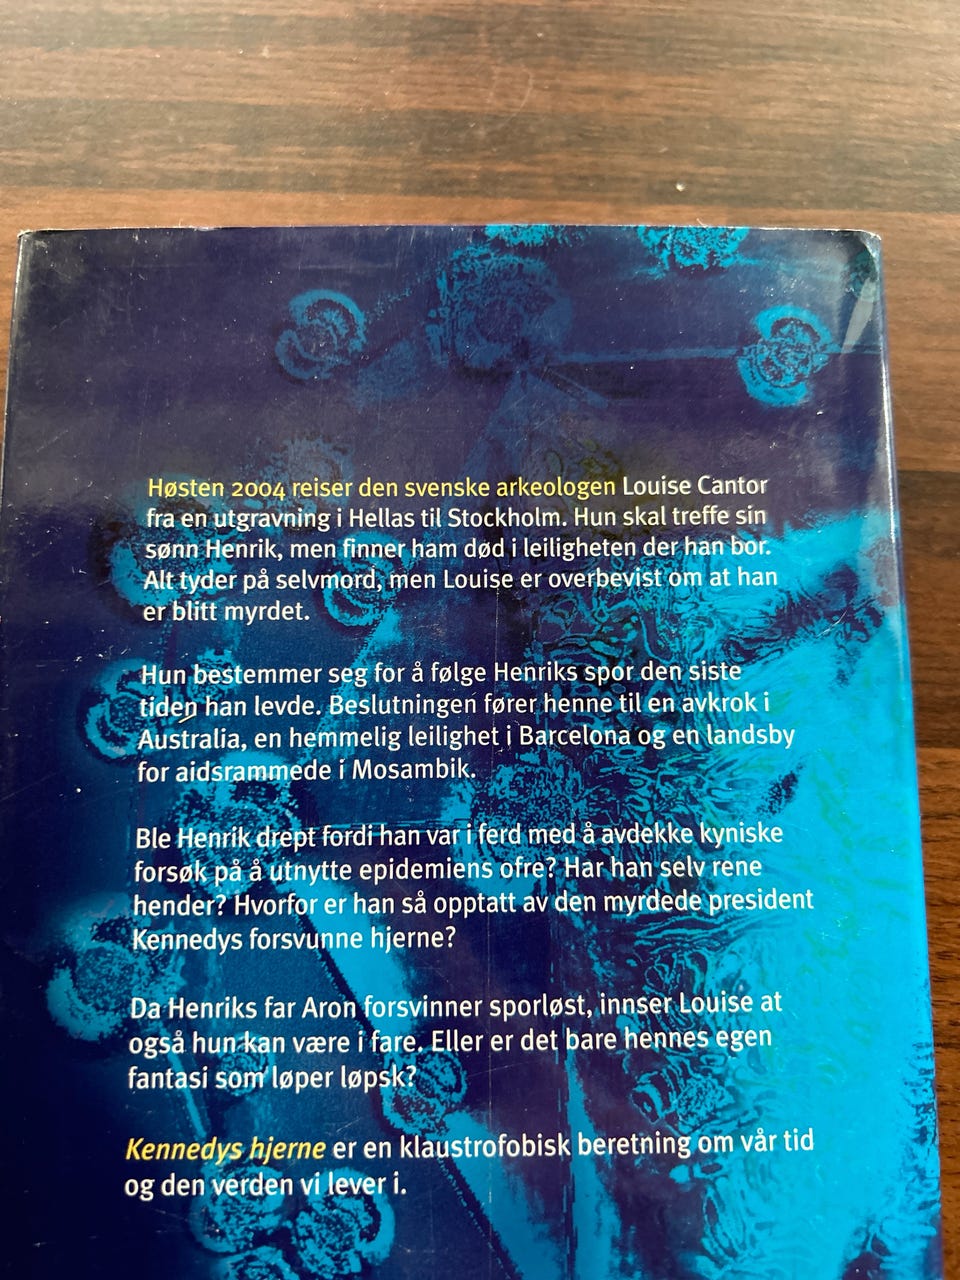 Høsten 2004 reiser den svenske arkeologen Louise Cantor
fra en utgravning i Hellas til Stockholm. Hun skal treffe sin
sønn Henrik, men finner ham død i leiligheten der han bor.
Alt tyder på selvmord, men Louise er overbevist om at han
er blitt myrdet.
Hun bestemmer seg for å følge Henriks spor den siste
tiden han levde. Beslutningen fører henne til en avkrok i
Australia, en hemmelig leilighet i Barcelona og en landsby
for aidsrammede i Mosambik.
Ble Henrik drept fordi han var i ferd med å avdekke kyniske
forsøk på å utnytte epidemiens ofre? Har han selv rene
hender? Hvorfor er han så opptatt av den myrdede president
Kennedys forsvunne hjerne?
Da Henriks far Aron forsvinner sporløst, innser Louise at
også hun kan være i fare. Eller er det bare hennes egen
fantasi som løper løpsk?
Kennedys hjerne er en klaustrofobisk beretning om vår tid
og den verden vi lever i.